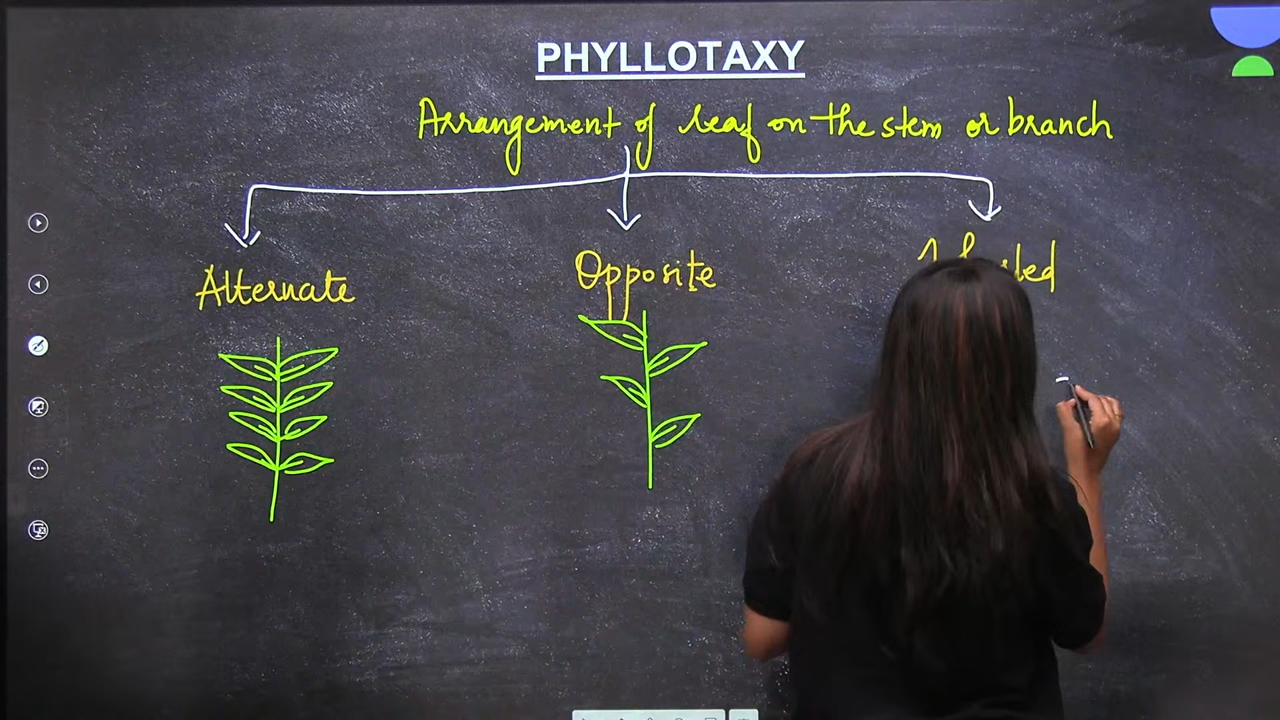 PHYLLOTAXY
Arrangement of leaf on the stem or branch
Alternate
Opposite